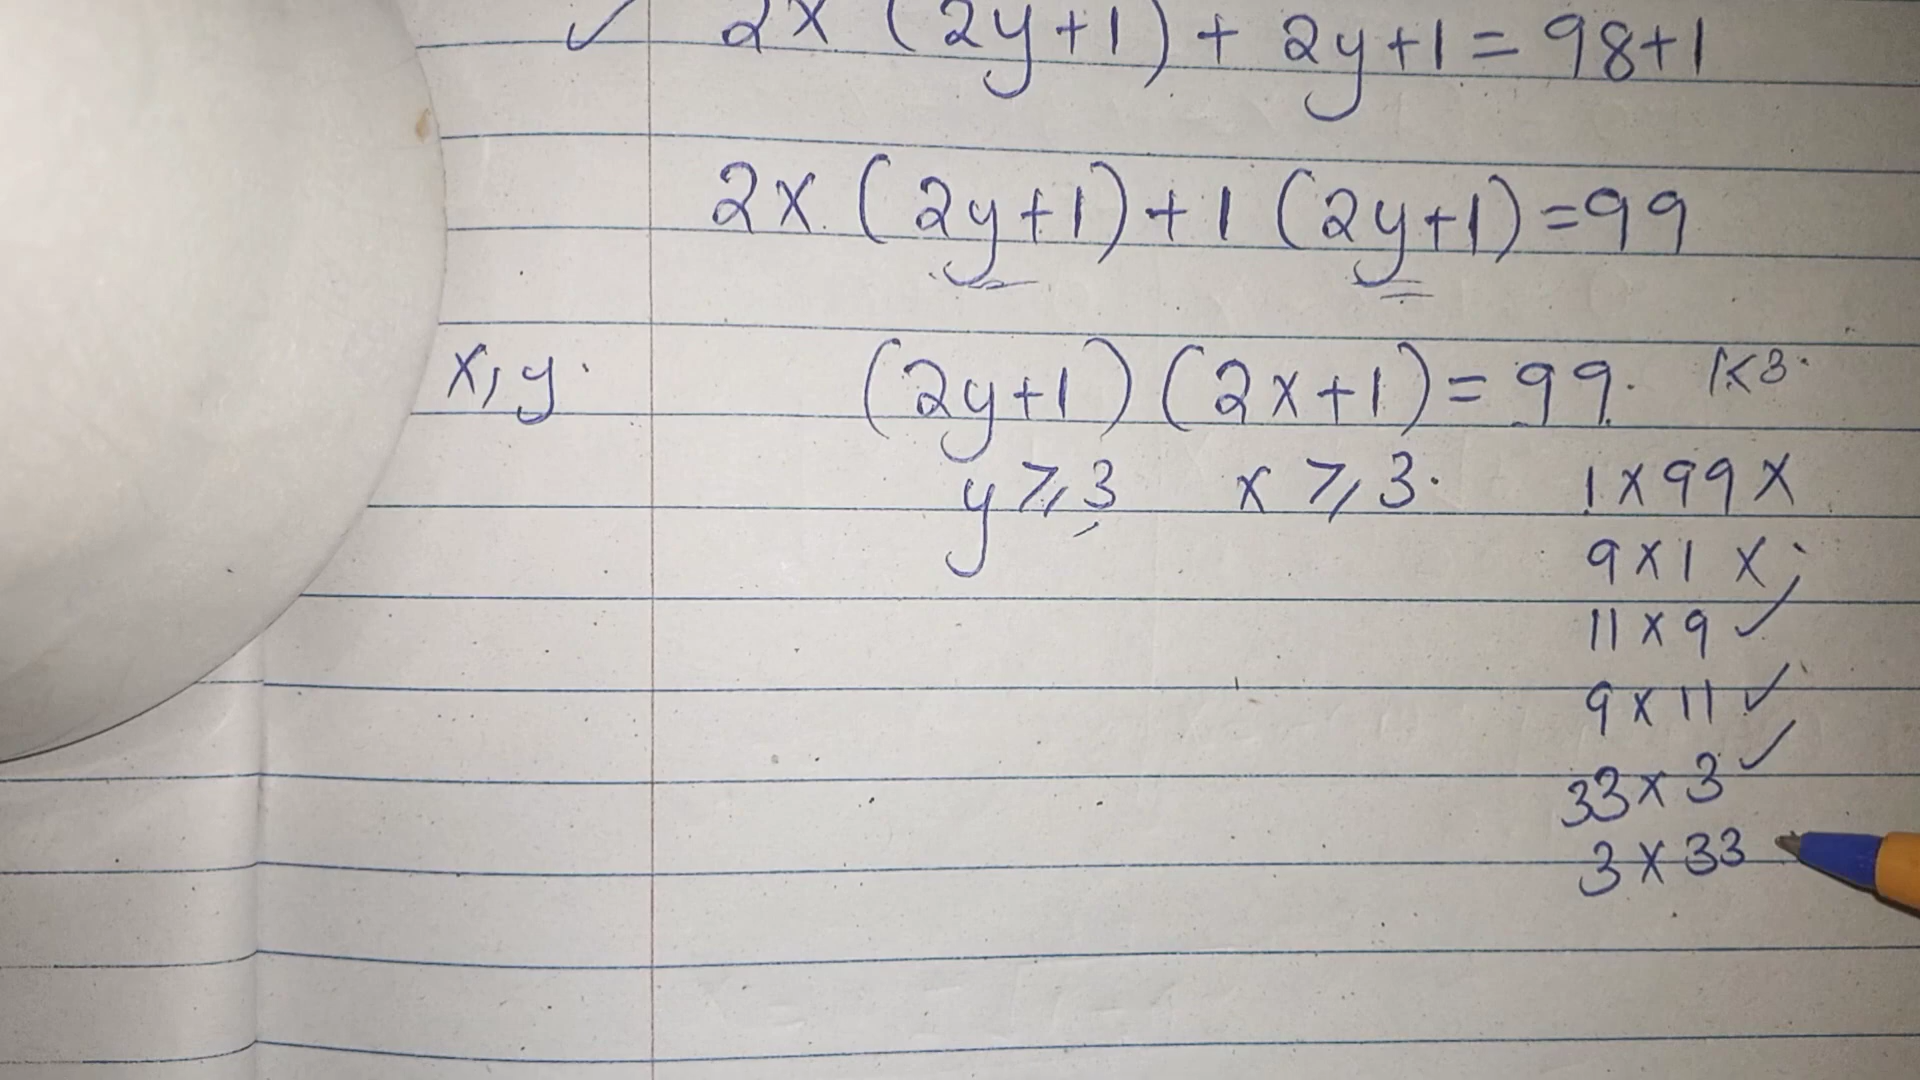 ✓ 2x (2y+1) + 2y+1 = 98+1
2x (2y+1) + 1 (2y+1) = 99
x, y.
(2y+1) (2x+1) = 99. 1<3.
y ⩾ 3 x ⩾ 3.
1 x 99 x
9 x 1 x
11 x 9 ✓
9 x 11 ✓
33 x 3 ✓
3 x 33